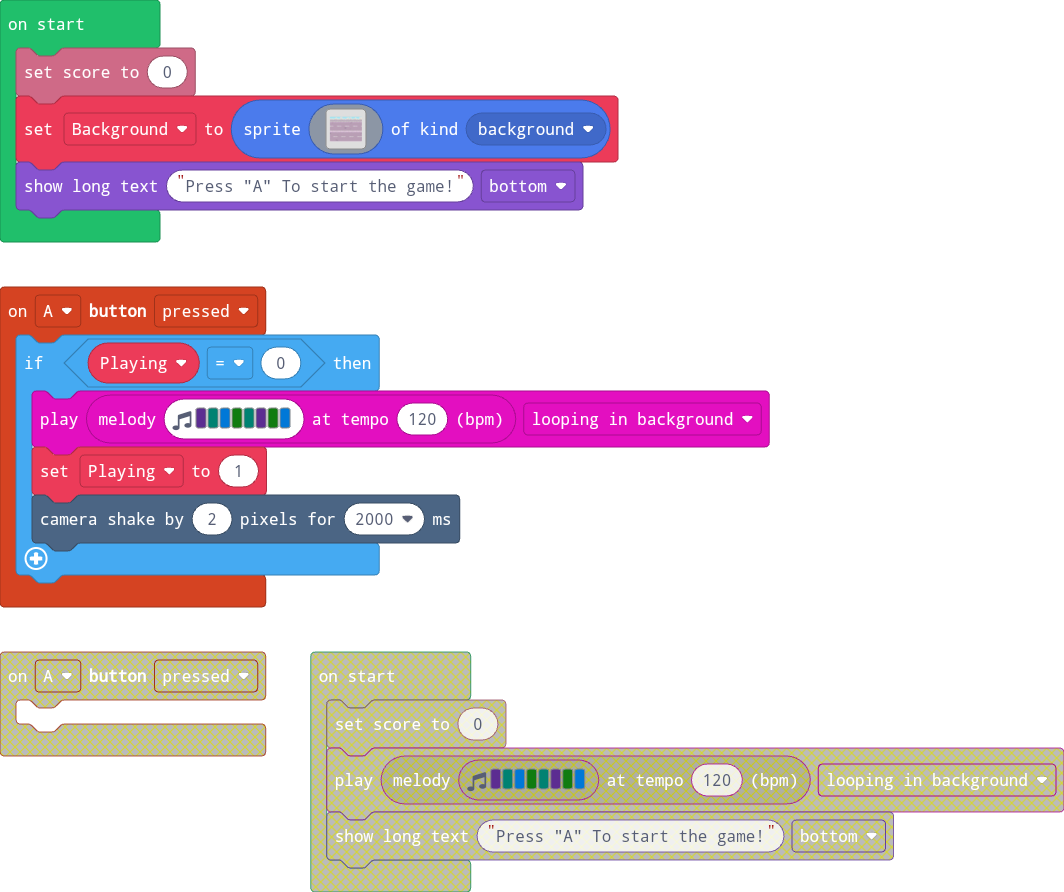 on start
set score to 0
set Background to sprite of kind background
show long text "Press "A" To start the game!" bottom
on A button pressed
if Playing = 0 then
play melody at tempo 120 (bpm) looping in background
set Playing to 1
camera shake by 2 pixels for 2000 ms
on A button pressed
on start
set score to 0
play melody at tempo 120 (bpm) looping in background
show long text "Press "A" To start the game!" bottom